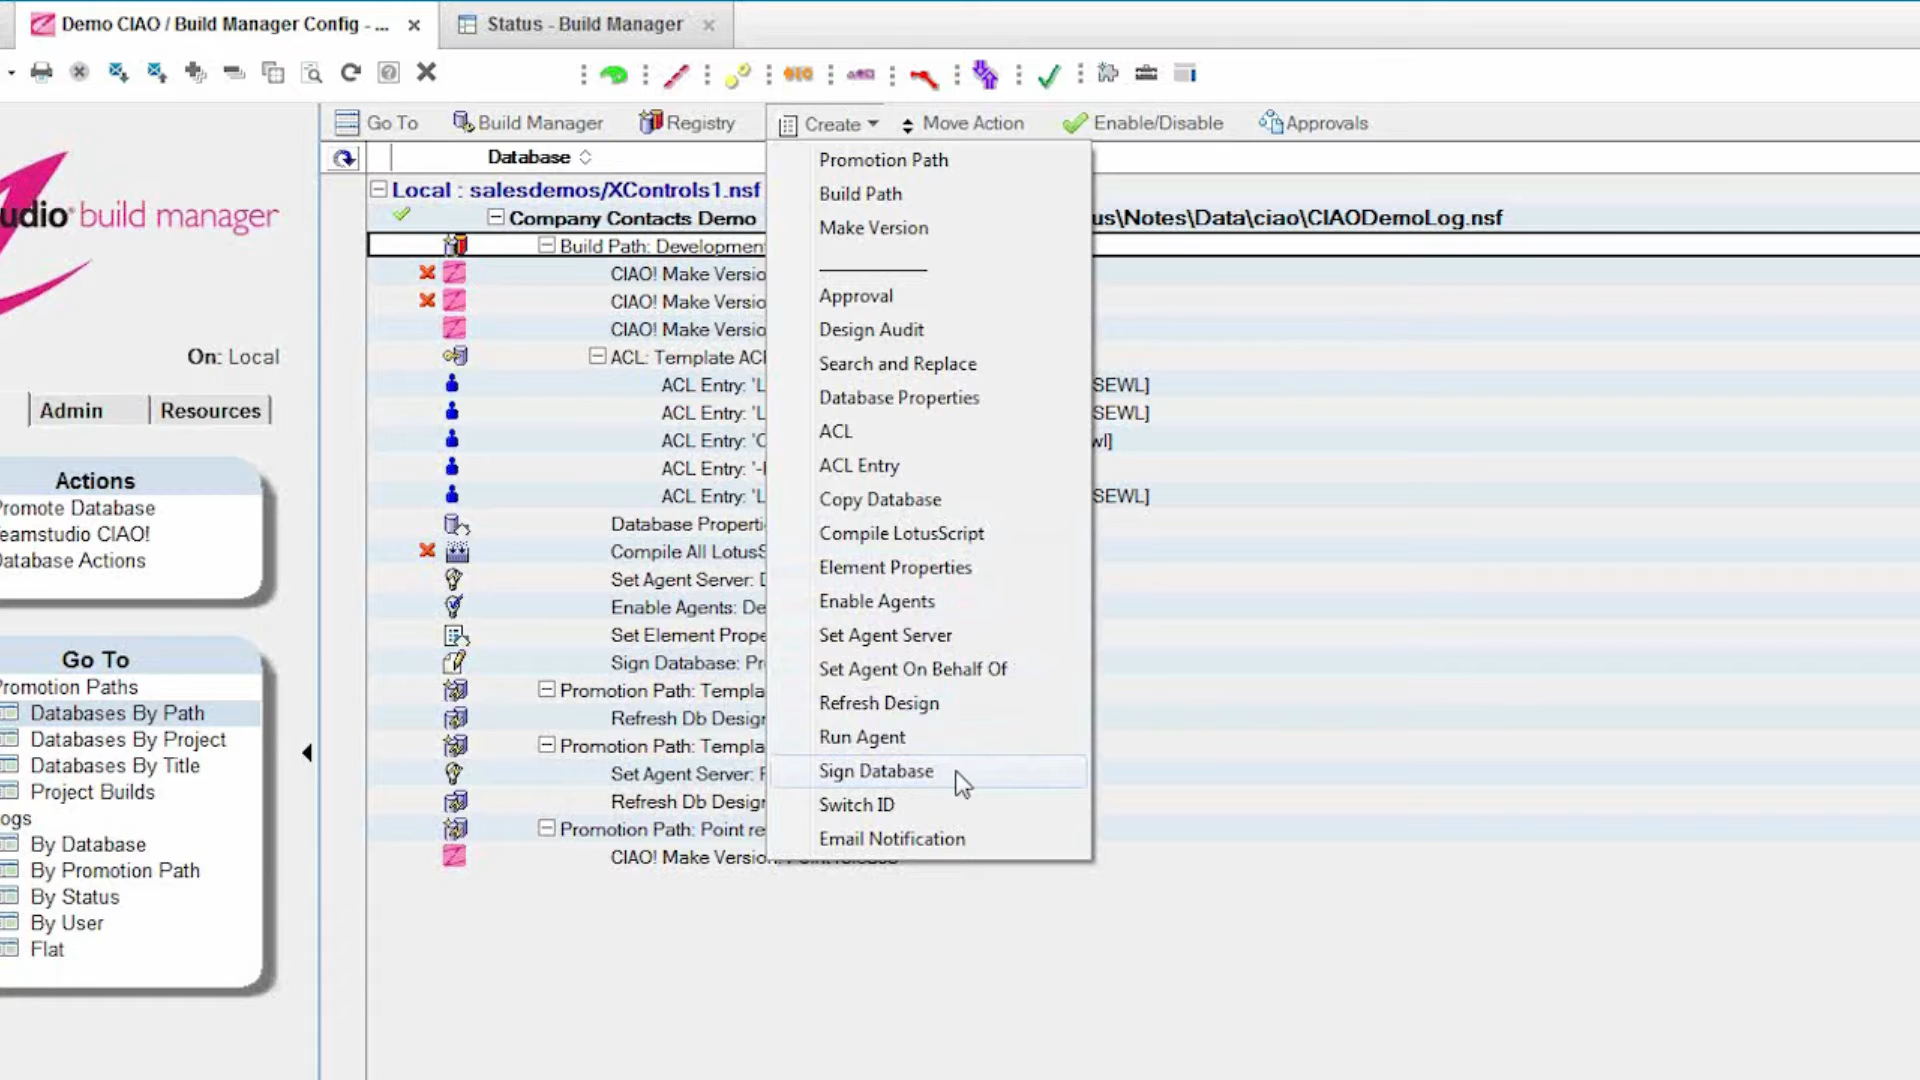 Demo CIAO / Build Manager Config - ...
Status - Build Manager
Go To
Build Manager
Registry
Create
Move Action
Enable/Disable
Approvals
Database
Local : salesdemos/XControls1.nsf
Company Contacts Demo
us\Notes\Data\ciao\CIAODemoLog.nsf
Build Path: Development
CIAO! Make Versio
CIAO! Make Versio
CIAO! Make Versio
ACL: Template ACL
ACL Entry: 'L
SEWL]
ACL Entry: 'L
SEWL]
ACL Entry: 'C
wl]
ACL Entry: '-
ACL Entry: 'L
SEWL]
Database Properti
Compile All LotusS
Set Agent Server: D
Enable Agents: De
Set Element Prope
Sign Database: Pr
Promotion Path: Templa
Refresh Db Design
Promotion Path: Templa
Set Agent Server: P
Refresh Db Design
Promotion Path: Point re
CIAO! Make Version: Point release
Promotion Path
Build Path
Make Version
Approval
Design Audit
Search and Replace
Database Properties
ACL
ACL Entry
Copy Database
Compile LotusScript
Element Properties
Enable Agents
Set Agent Server
Set Agent On Behalf Of
Refresh Design
Run Agent
Sign Database
Switch ID
Email Notification
udio build manager
On: Local
Admin
Resources
Actions
Promote Database
eamstudio CIAO!
Database Actions
Go To
Promotion Paths
Databases By Path
Databases By Project
Databases By Title
Project Builds
ogs
By Database
By Promotion Path
By Status
By User
Flat